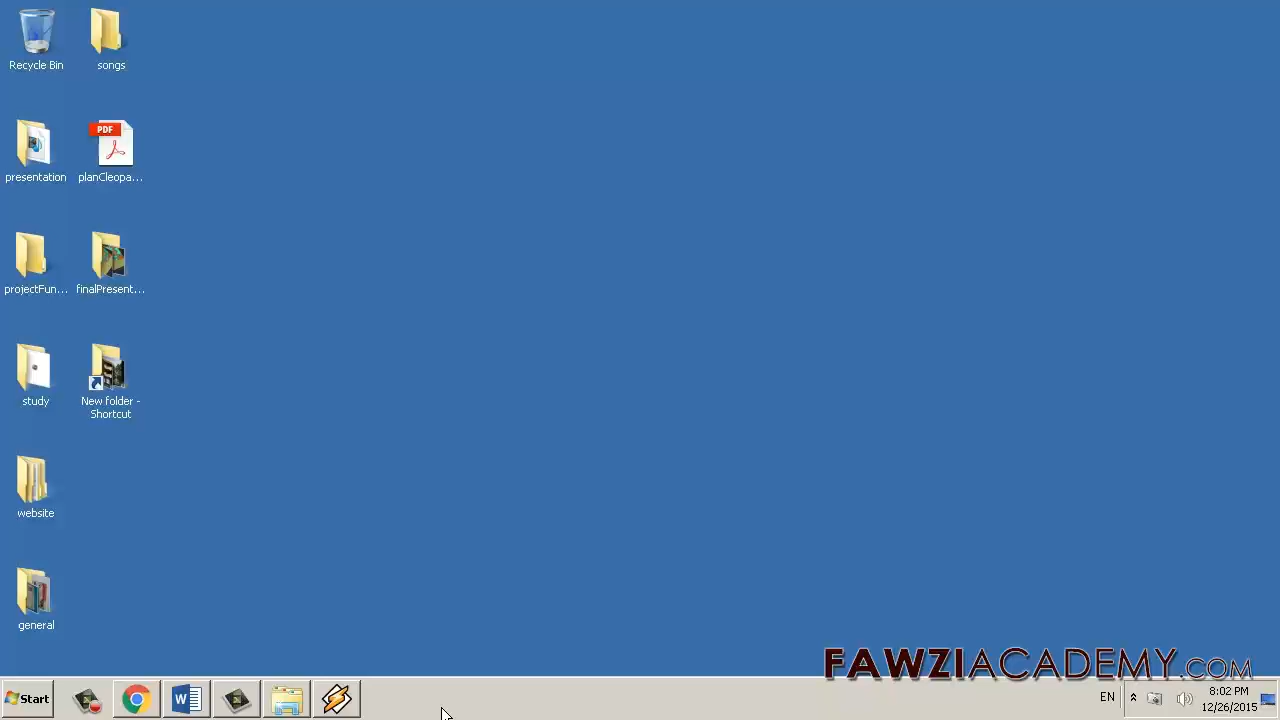 Recycle Bin
songs
presentation
PDF
planCleopa...
projectFun...
finalPresent...
study
New folder -
Shortcut
website
general
FAWZIACADEMY.COM
Start
EN
8:02 PM
12/26/2015